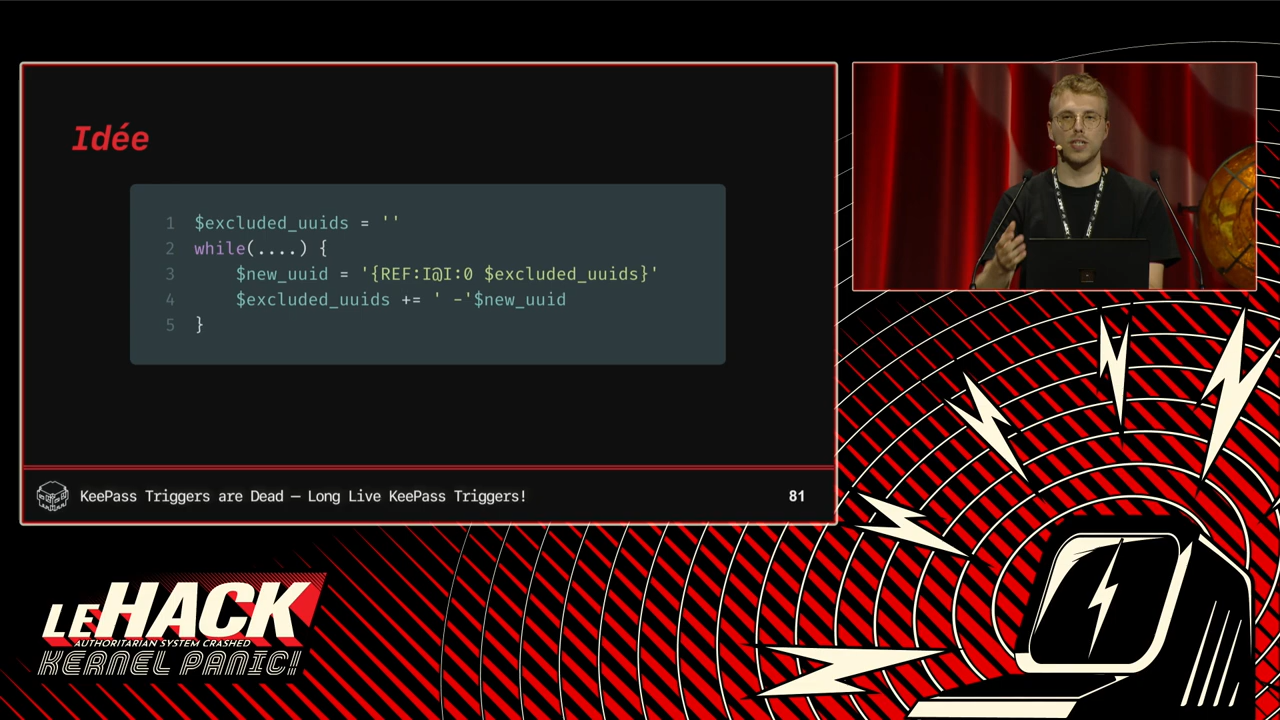 Idée
1 $excluded_uuids = ''
2 while(....) {
3     $new_uuid = '{REF:I@I:0 $excluded_uuids}'
4     $excluded_uuids += ' -'$new_uuid
5 }
KeePass Triggers are Dead — Long Live KeePass Triggers!
81
LEHACK
AUTHORITARIAN SYSTEM CRASHED
KERNEL PANIC!